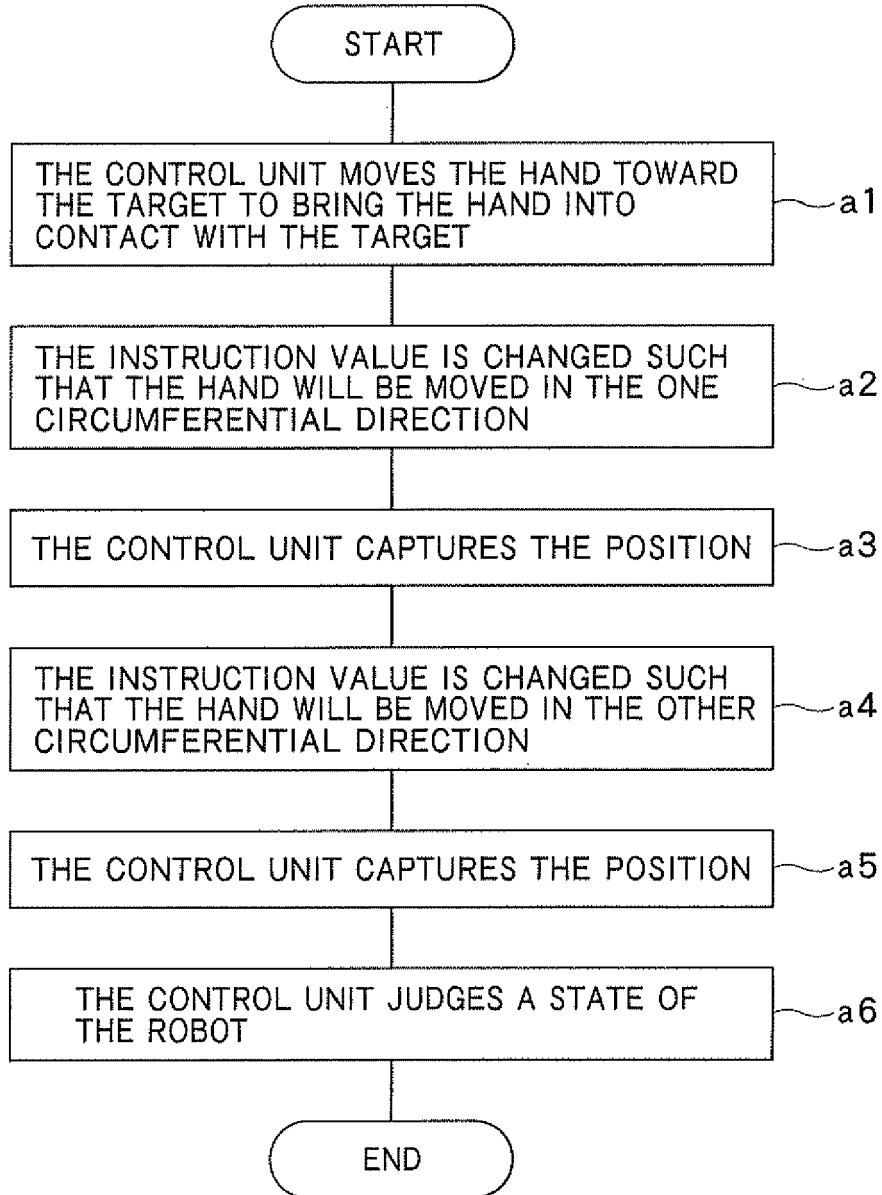 START
THE CONTROL UNIT MOVES THE HAND TOWARD
THE TARGET TO BRING THE HAND INTO
CONTACT WITH THE TARGET
a1
THE INSTRUCTION VALUE IS CHANGED SUCH
THAT THE HAND WILL BE MOVED IN THE ONE
CIRCUMFERENTIAL DIRECTION
a2
THE CONTROL UNIT CAPTURES THE POSITION
a3
THE INSTRUCTION VALUE IS CHANGED SUCH
THAT THE HAND WILL BE MOVED IN THE OTHER
CIRCUMFERENTIAL DIRECTION
a4
THE CONTROL UNIT CAPTURES THE POSITION
a5
THE CONTROL UNIT JUDGES A STATE OF
THE ROBOT
a6
END